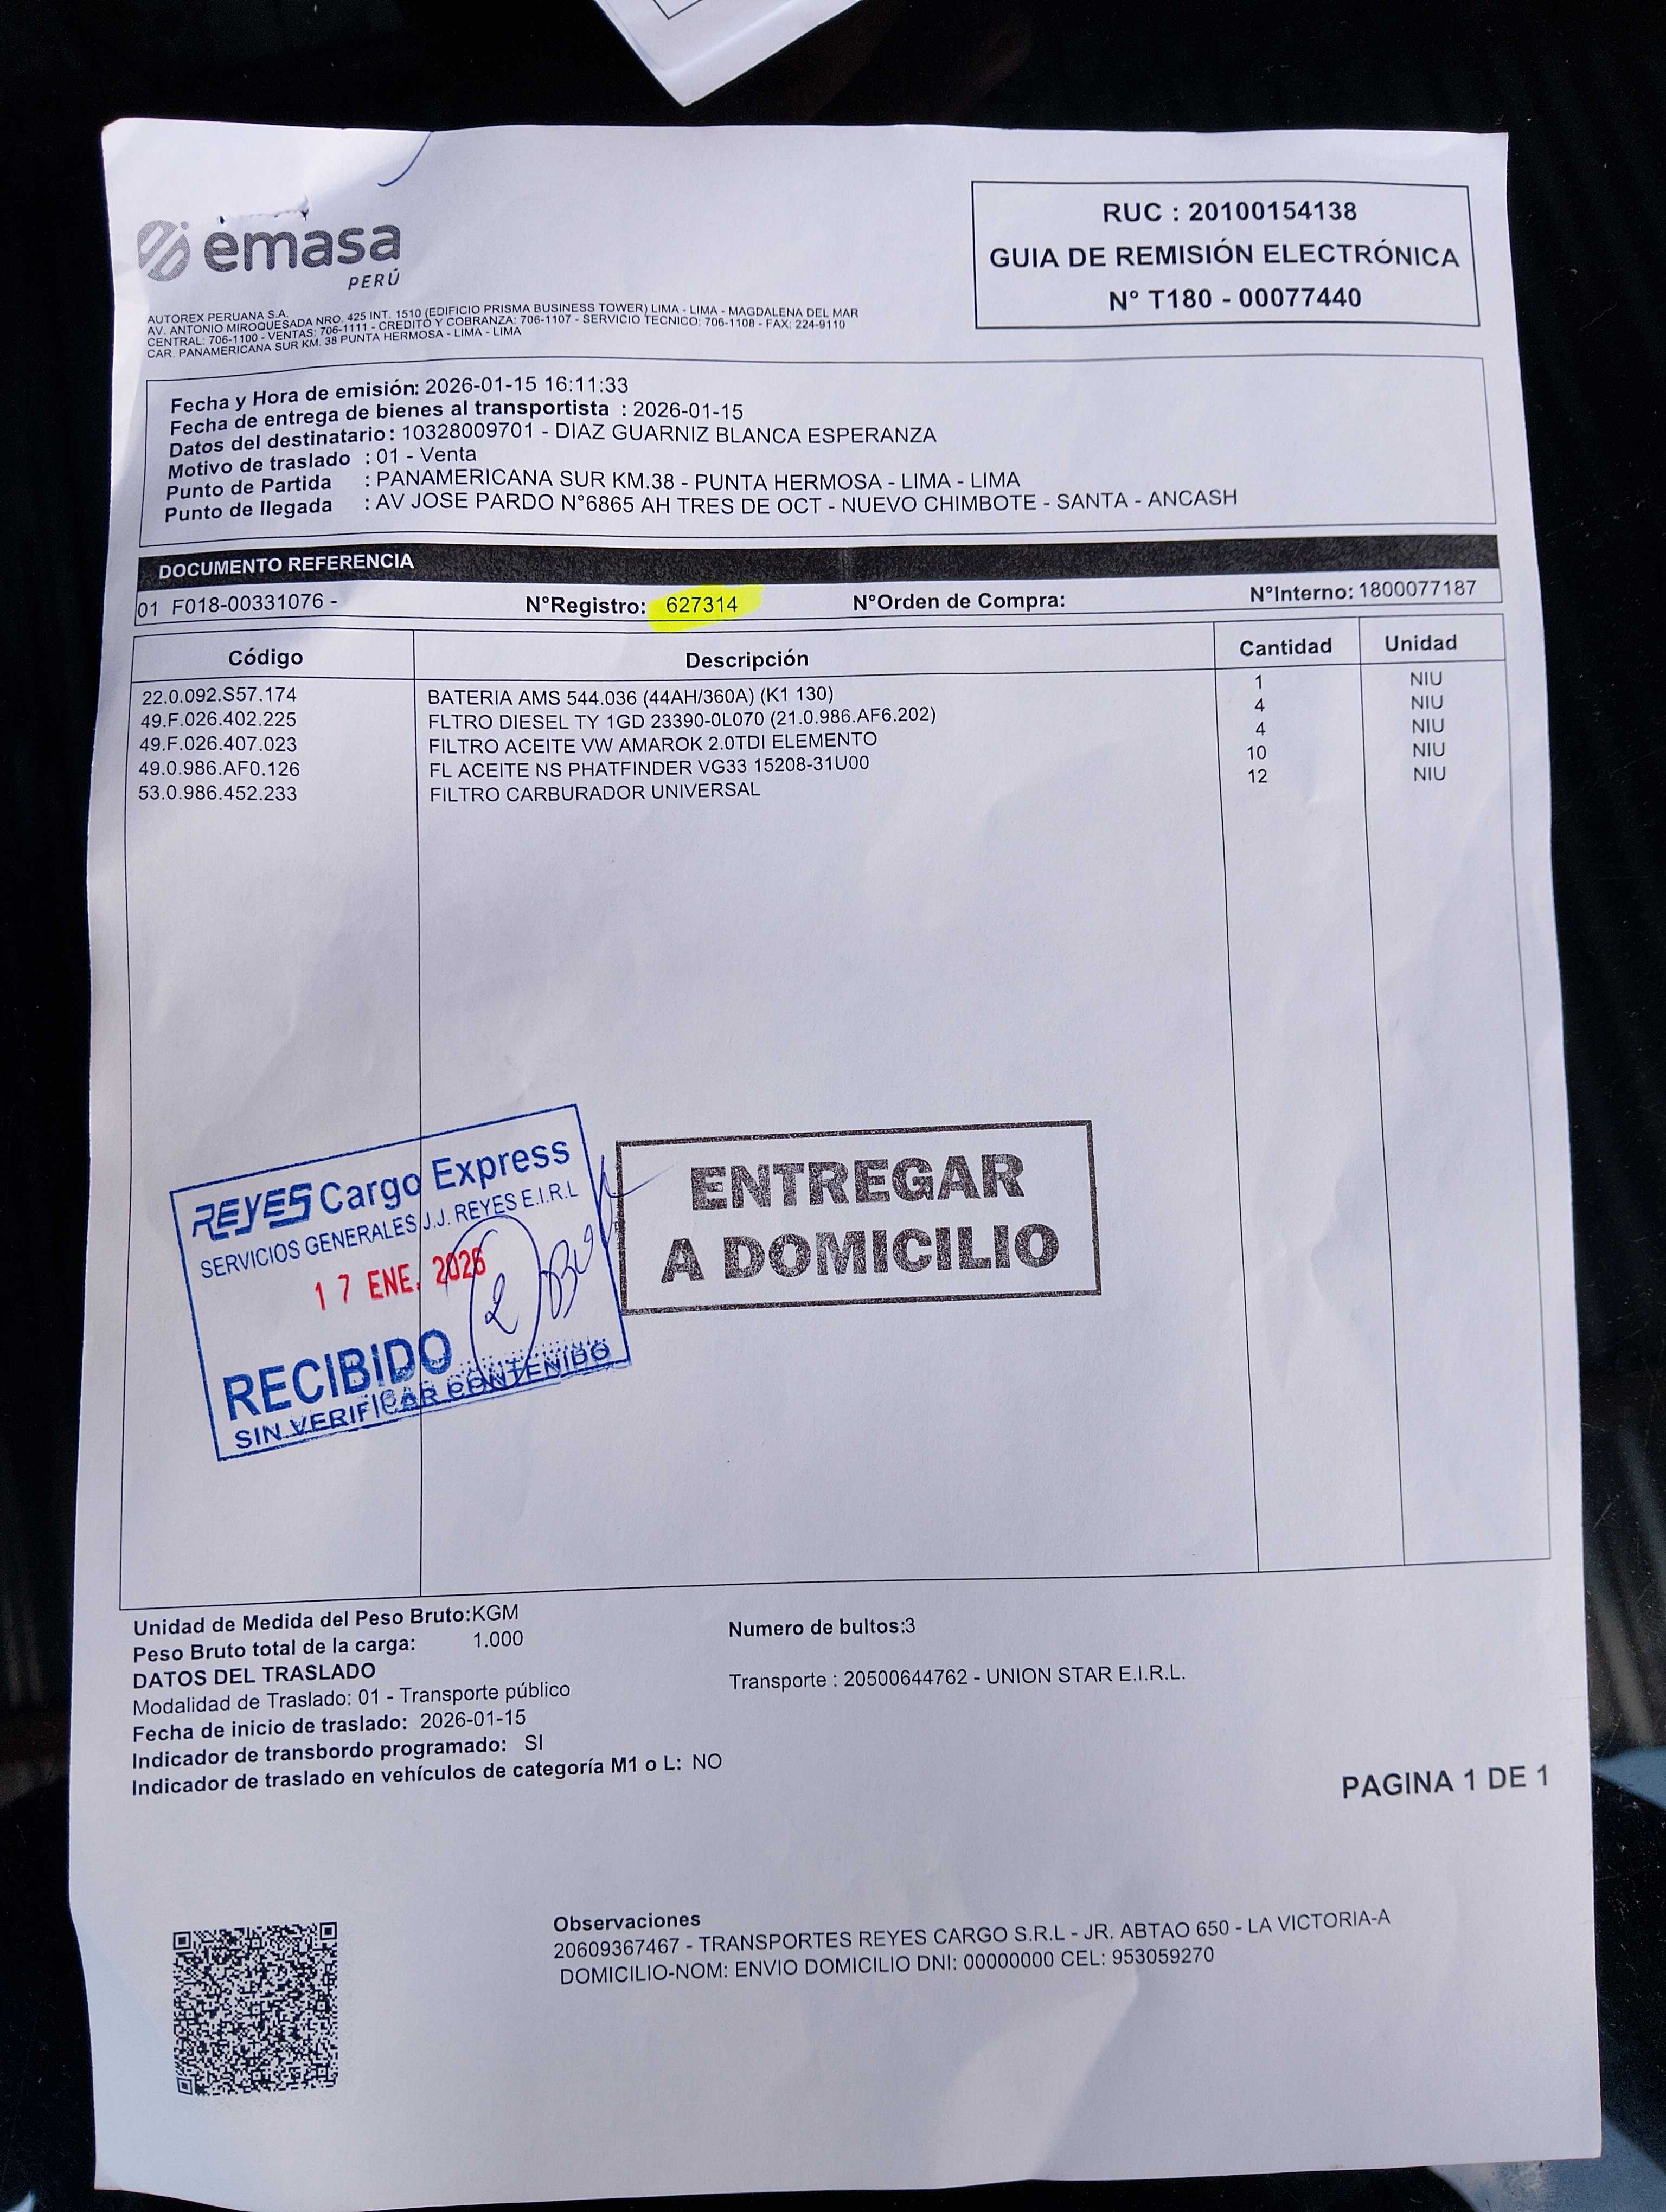 emasa
PERÚ
RUC : 20100154138
GUIA DE REMISIÓN ELECTRÓNICA
N° T180 - 00077440
AUTOREX PERUANA S.A.
AV. ANTONIO MIROQUESADA NRO. 425 INT. 1510 (EDIFICIO PRISMA BUSINESS TOWER) LIMA - LIMA - MAGDALENA DEL MAR
CENTRAL: 706-1100 - VENTAS: 706-1111 - CREDITO Y COBRANZA: 706-1107 - SERVICIO TECNICO: 706-1108 - FAX: 224-9110
CAR. PANAMERICANA SUR KM. 38 PUNTA HERMOSA - LIMA - LIMA
Fecha y Hora de emisión: 2026-01-15 16:11:33
Fecha de entrega de bienes al transportista : 2026-01-15
Datos del destinatario: 10328009701 - DIAZ GUARNIZ BLANCA ESPERANZA
Motivo de traslado : 01 - Venta
Punto de Partida : PANAMERICANA SUR KM.38 - PUNTA HERMOSA - LIMA - LIMA
Punto de llegada : AV JOSE PARDO N°6865 AH TRES DE OCT - NUEVO CHIMBOTE - SANTA - ANCASH
DOCUMENTO REFERENCIA
01 F018-00331076 - N°Registro: 627314 N°Orden de Compra: N°Interno: 1800077187
Código Descripción Cantidad Unidad
22.0.092.S57.174 BATERIA AMS 544.036 (44AH/360A) (K1 130) 1 NIU
49.F.026.402.225 FLTRO DIESEL TY 1GD 23390-0L070 (21.0.986.AF6.202) 4 NIU
49.F.026.407.023 FILTRO ACEITE VW AMAROK 2.0TDI ELEMENTO 4 NIU
49.0.986.AF0.126 FL ACEITE NS PHATFINDER VG33 15208-31U00 10 NIU
53.0.986.452.233 FILTRO CARBURADOR UNIVERSAL 12 NIU
REYES Cargo Express
SERVICIOS GENERALES J.J. REYES E.I.R.L
17 ENE. 2026
2
RECIBIDO
SIN VERIFICAR CONTENIDO
ENTREGAR
A DOMICILIO
Unidad de Medida del Peso Bruto:KGM
Peso Bruto total de la carga: 1.000
Numero de bultos:3
DATOS DEL TRASLADO
Modalidad de Traslado: 01 - Transporte público
Transporte : 20500644762 - UNION STAR E.I.R.L.
Fecha de inicio de traslado: 2026-01-15
Indicador de transbordo programado: SI
Indicador de traslado en vehículos de categoría M1 o L: NO
PAGINA 1 DE 1
Observaciones
20609367467 - TRANSPORTES REYES CARGO S.R.L - JR. ABTAO 650 - LA VICTORIA-A
DOMICILIO-NOM: ENVIO DOMICILIO DNI: 00000000 CEL: 953059270